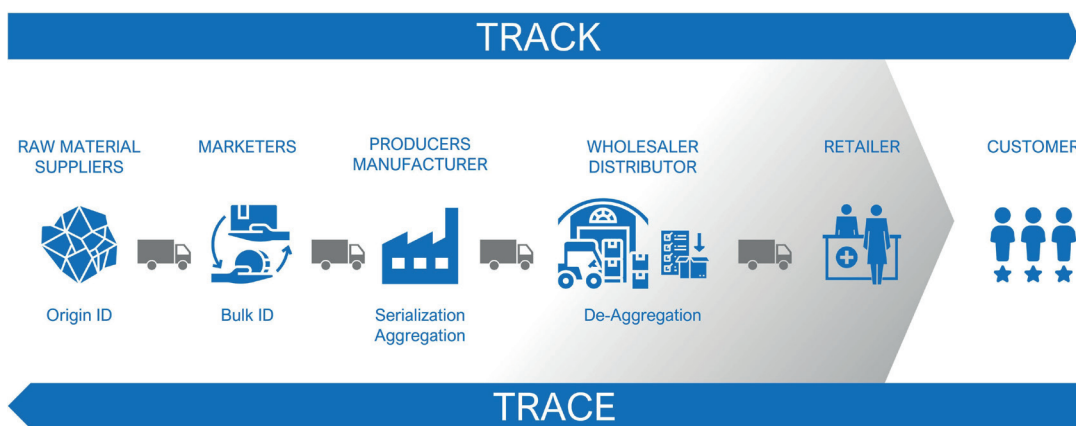 TRACK
RAW MATERIAL
SUPPLIERS
MARKETERS
PRODUCERS
MANUFACTURER
WHOLESALER
DISTRIBUTOR
RETAILER
CUSTOMER
Origin ID
Bulk ID
Serialization
Aggregation
De-Aggregation
TRACE